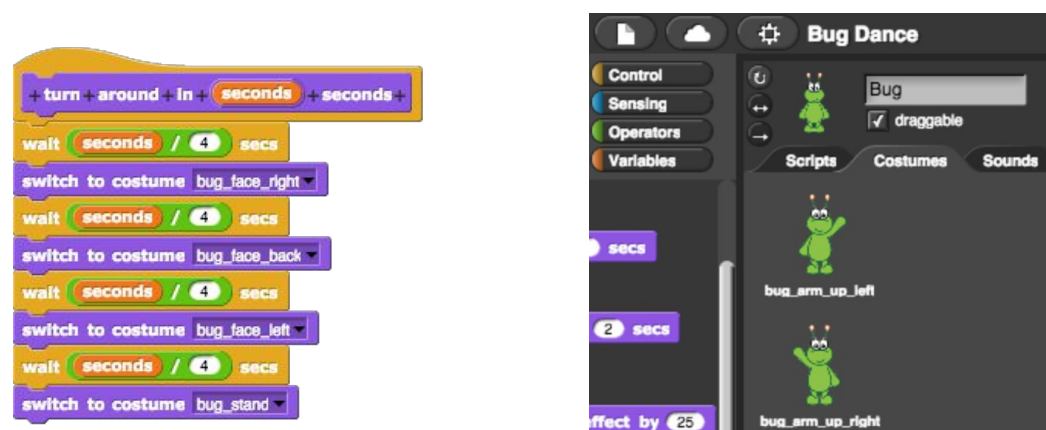 + turn + around + in + seconds + seconds +
wait seconds / 4 secs
switch to costume bug_face_right
wait seconds / 4 secs
switch to costume bug_face_back
wait seconds / 4 secs
switch to costume bug_face_left
wait seconds / 4 secs
switch to costume bug_stand
Bug Dance
Control
Sensing
Operators
Variables
Bug
draggable
Scripts Costumes Sounds
secs
2 secs
effect by 25
bug_arm_up_left
bug_arm_up_right